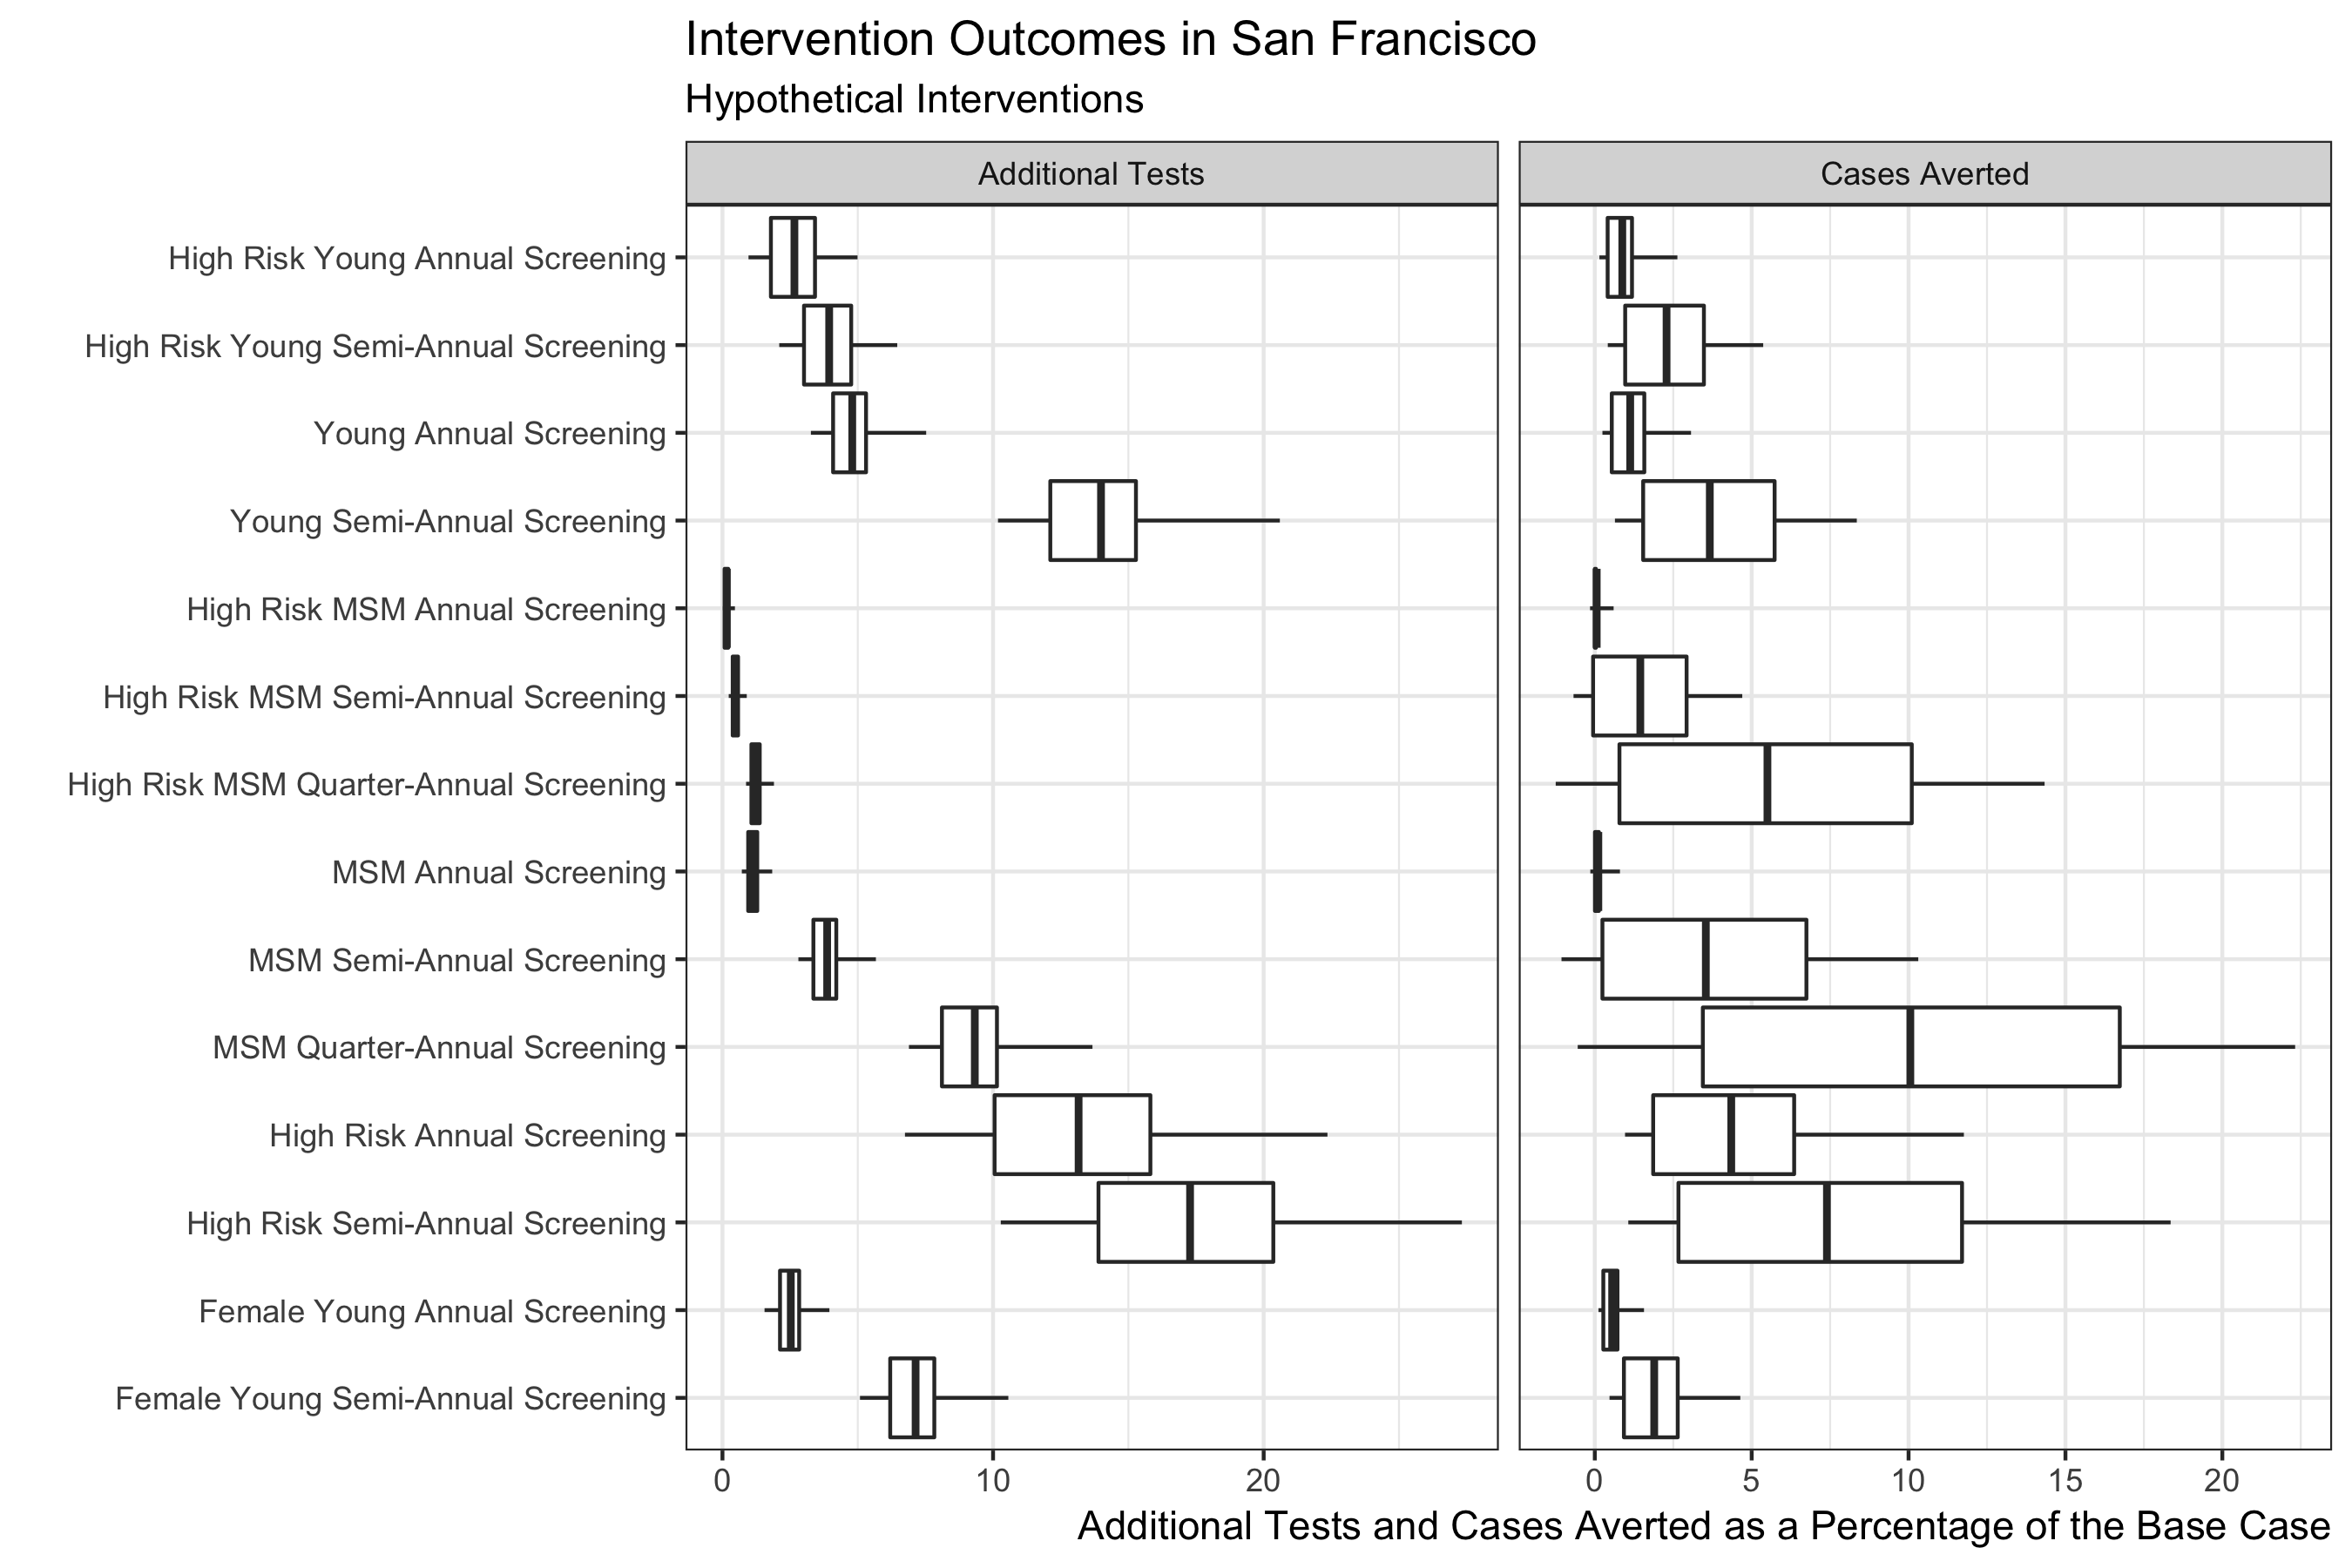 Intervention Outcomes in San Francisco
Hypothetical Interventions
Additional Tests
Cases Averted
High Risk Young Annual Screening
High Risk Young Semi-Annual Screening
Young Annual Screening
Young Semi-Annual Screening
High Risk MSM Annual Screening
High Risk MSM Semi-Annual Screening
High Risk MSM Quarter-Annual Screening
MSM Annual Screening
MSM Semi-Annual Screening
MSM Quarter-Annual Screening
High Risk Annual Screening
High Risk Semi-Annual Screening
Female Young Annual Screening
Female Young Semi-Annual Screening
0 10 20
0 5 10 15 20
Additional Tests and Cases Averted as a Percentage of the Base Case